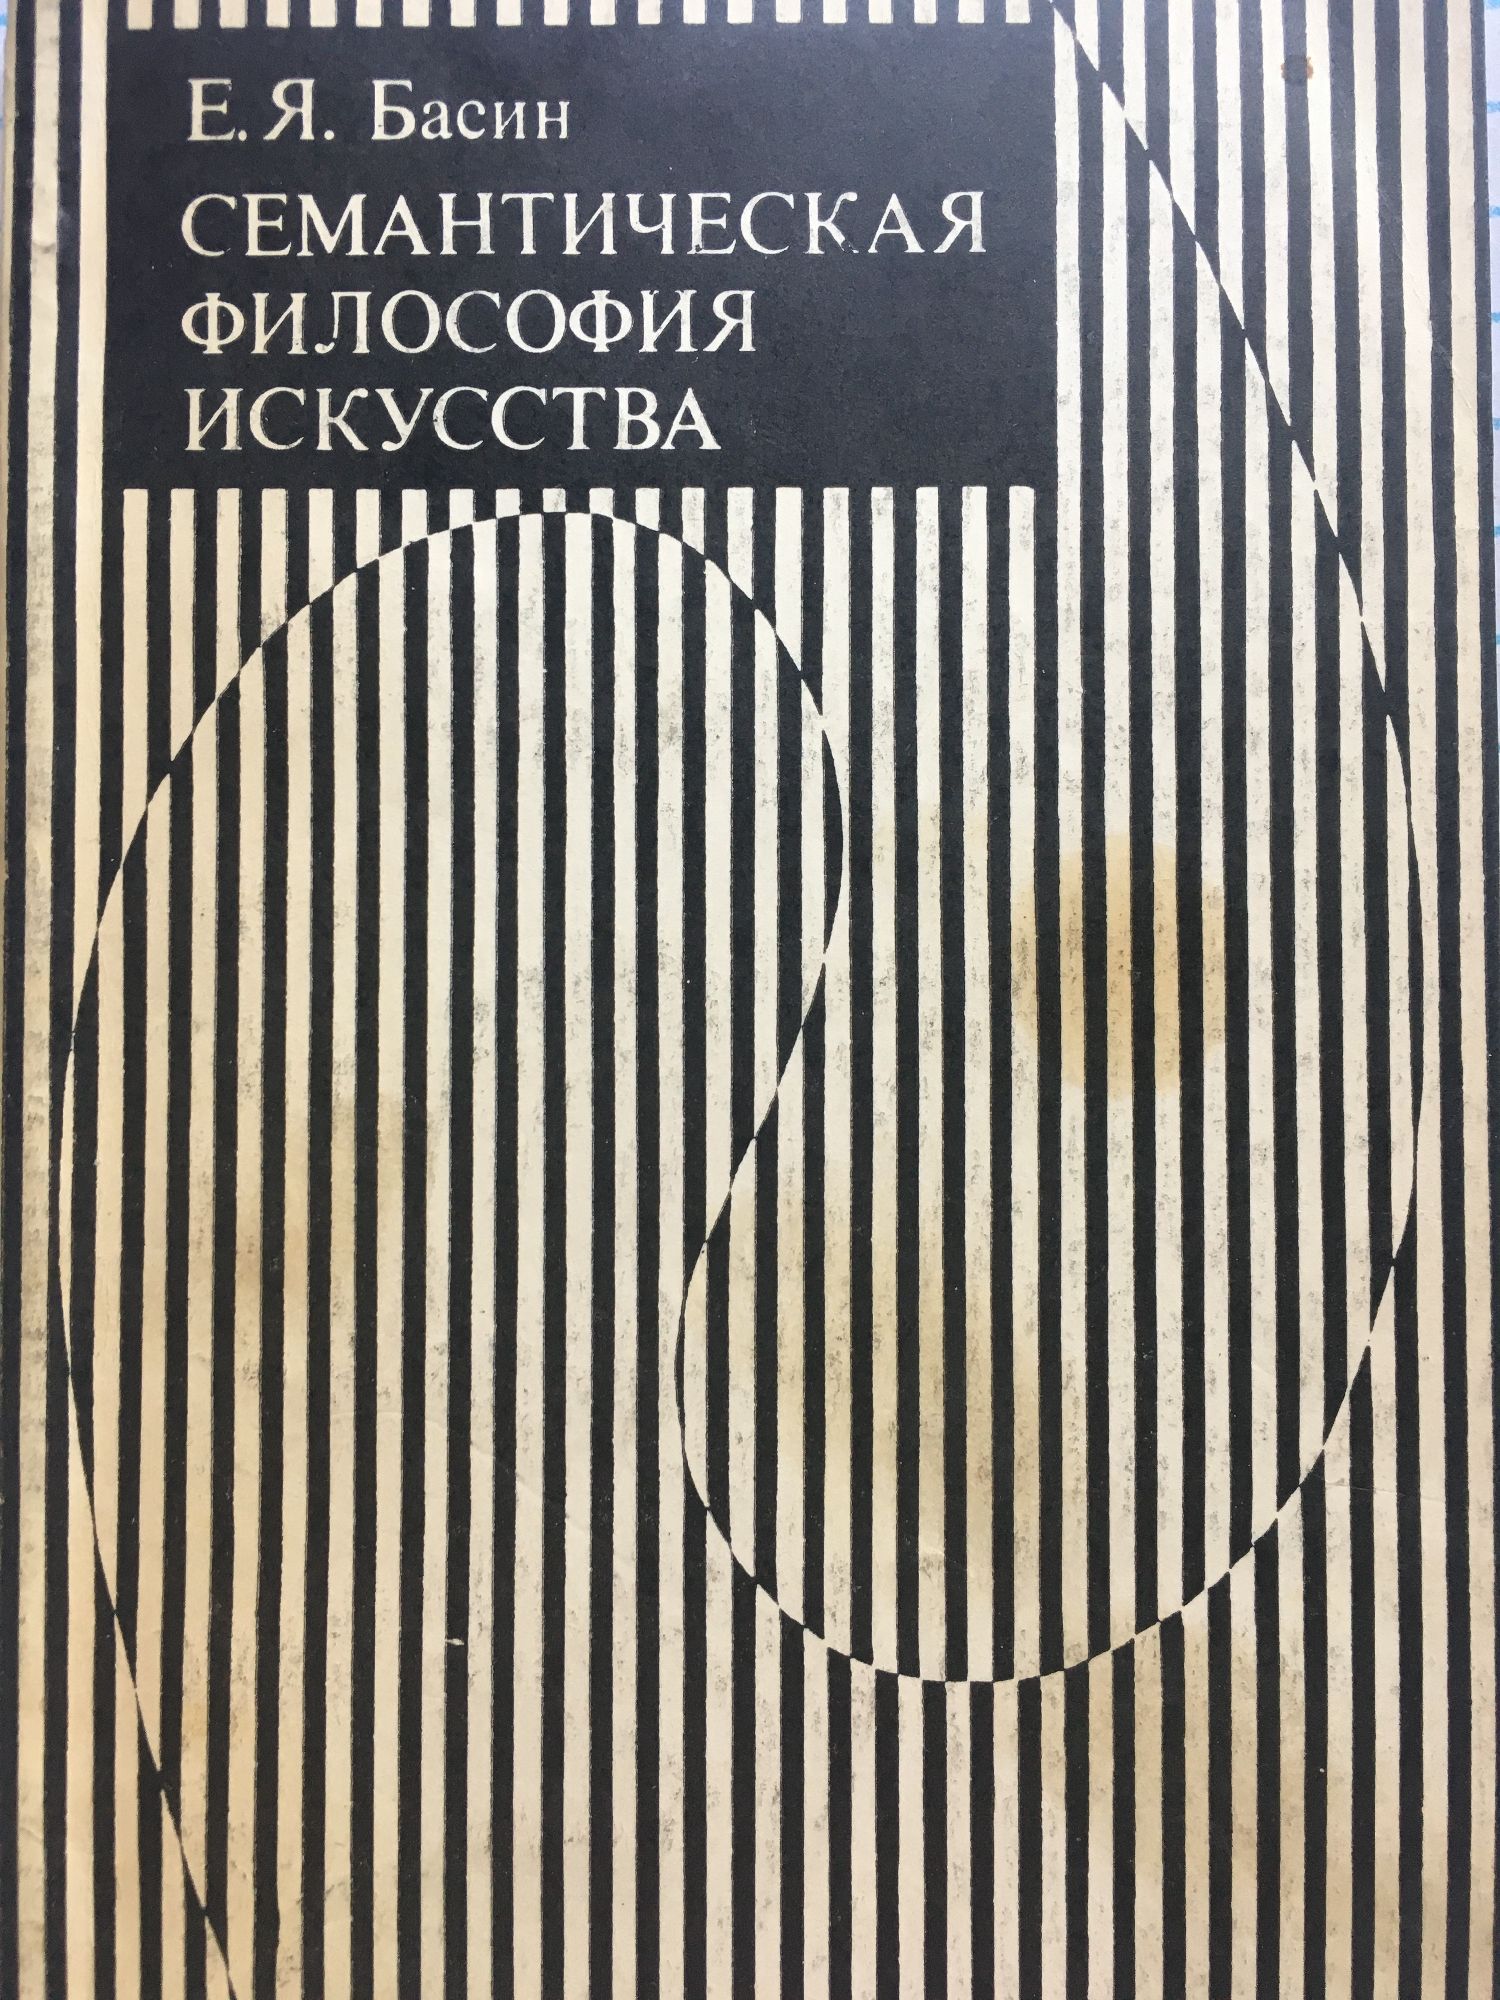 Е. Я. Басин
СЕМАНТИЧЕСКАЯ
ФИЛОСОФИЯ
ИСКУССТВА